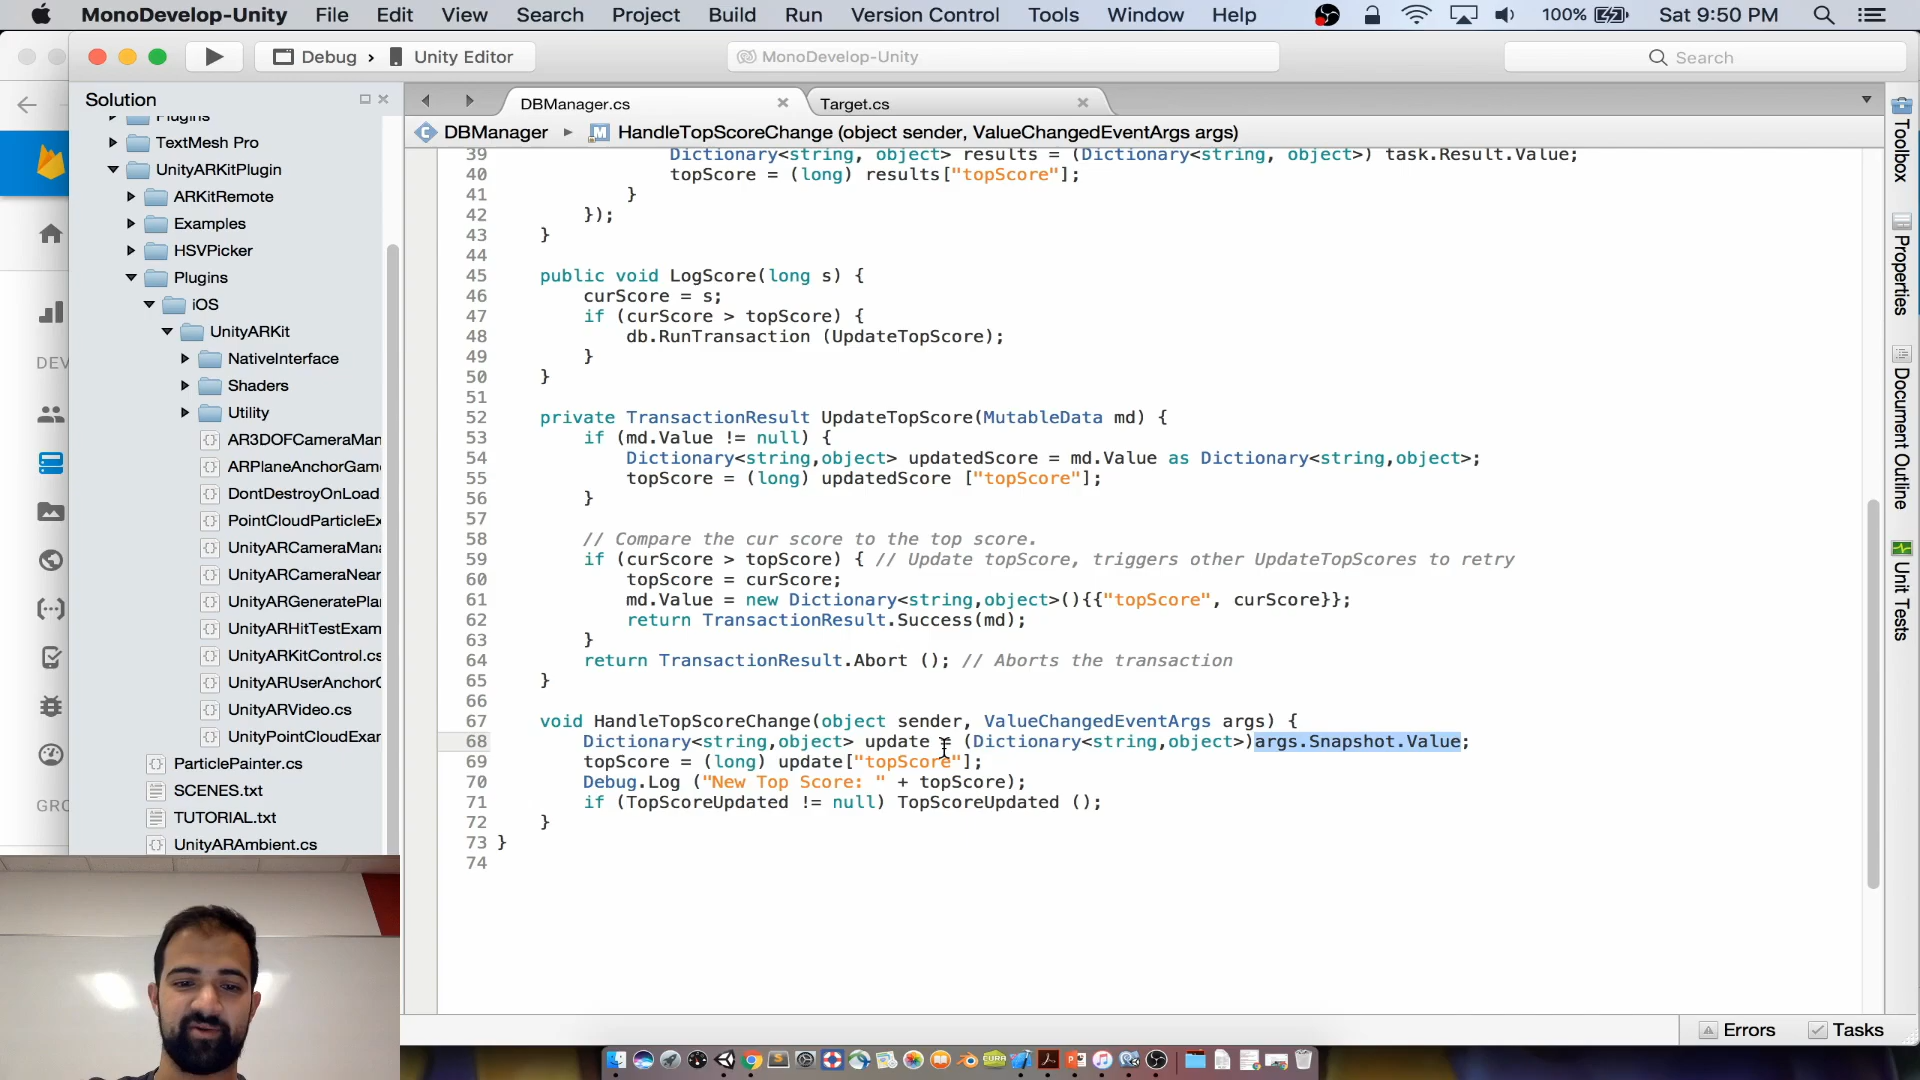 MonoDevelop-Unity File Edit View Search Project Build Run Version Control Tools Window Help 100% Sat 9:50 PM
Debug › Unity Editor MonoDevelop-Unity Search
Solution
DBManager.cs Target.cs
DBManager HandleTopScoreChange (object sender, ValueChangedEventArgs args)
Plugins
TextMesh Pro
UnityARKitPlugin
ARKitRemote
Examples
HSVPicker
Plugins
iOS
UnityARKit
NativeInterface
Shaders
Utility
AR3DOFCameraMan
ARPlaneAnchorGam
DontDestroyOnLoad
PointCloudParticleEx
UnityARCameraMana
UnityARCameraNear
UnityARGeneratePla
UnityARHitTestExam
UnityARKitControl.cs
UnityARUserAnchorC
UnityARVideo.cs
UnityPointCloudExar
ParticlePainter.cs
SCENES.txt
TUTORIAL.txt
UnityARAmbient.cs
DEV
GRO
39 Dictionary<string, object> results = (Dictionary<string, object>) task.Result.Value;
40 topScore = (long) results["topScore"];
41 }
42 });
43 }
44
45 public void LogScore(long s) {
46 curScore = s;
47 if (curScore > topScore) {
48 db.RunTransaction (UpdateTopScore);
49 }
50 }
51
52 private TransactionResult UpdateTopScore(MutableData md) {
53 if (md.Value != null) {
54 Dictionary<string,object> updatedScore = md.Value as Dictionary<string,object>;
55 topScore = (long) updatedScore ["topScore"];
56 }
57
58 // Compare the cur score to the top score.
59 if (curScore > topScore) { // Update topScore, triggers other UpdateTopScores to retry
60 topScore = curScore;
61 md.Value = new Dictionary<string,object>(){{"topScore", curScore}};
62 return TransactionResult.Success(md);
63 }
64 return TransactionResult.Abort (); // Aborts the transaction
65 }
66
67 void HandleTopScoreChange(object sender, ValueChangedEventArgs args) {
68 Dictionary<string,object> update = (Dictionary<string,object>)args.Snapshot.Value;
69 topScore = (long) update["topScore"];
70 Debug.Log ("New Top Score: " + topScore);
71 if (TopScoreUpdated != null) TopScoreUpdated ();
72 }
73 }
74
Toolbox
Properties
Document Outline
Unit Tests
Errors Tasks
CURA